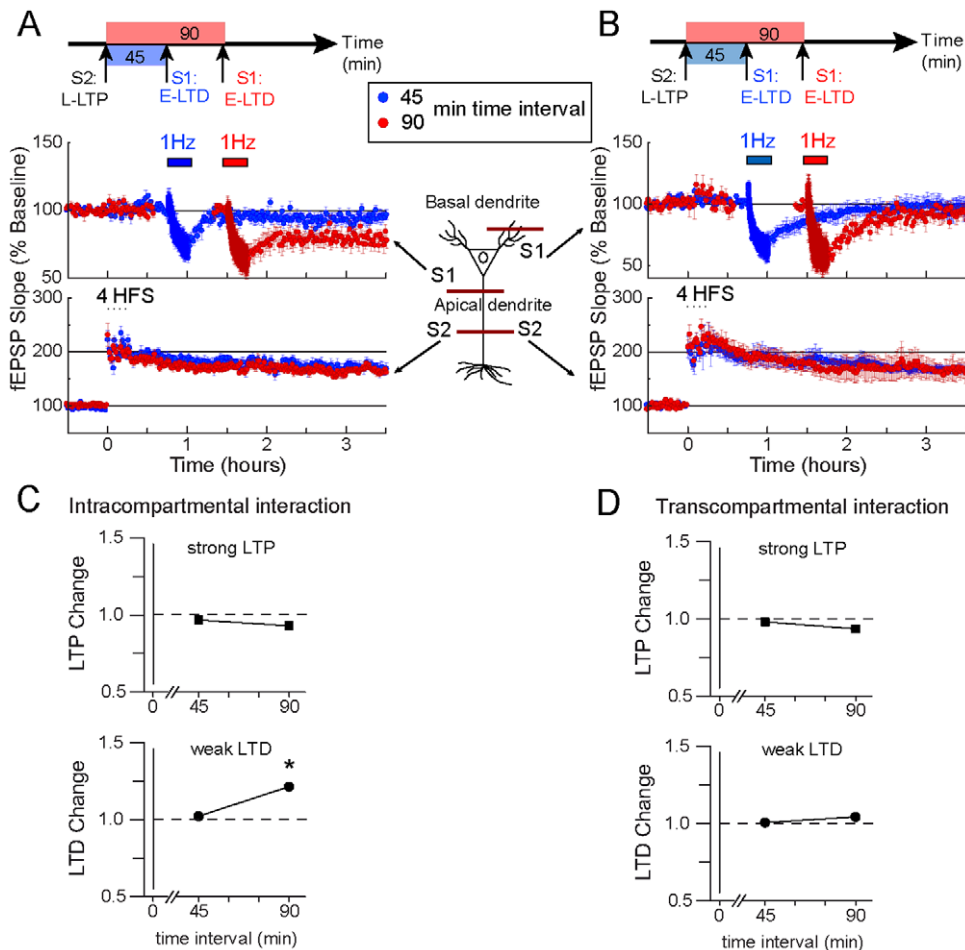 A
90
45
Time
(min)
S2:
L-LTP
S1:
E-LTD
S1:
E-LTD
45
90
min time interval
B
90
45
Time
(min)
S2:
L-LTP
S1:
E-LTD
S1:
E-LTD
fEPSP Slope (% Baseline)
100
50
1Hz
1Hz
300
200
100
4 HFS
0
1
2
3
Time (hours)
Basal dendrite
S1
S1
Apical dendrite
S2
S2
fEPSP Slope (% Baseline)
100
50
1Hz
1Hz
300
200
100
4 HFS
0
1
2
3
Time (hours)
C
Intracompartmental interaction
LTP Change
1.5
1.0
0.5
strong LTP
0
45
90
LTD Change
1.5
1.0
0.5
weak LTD
*
0
45
90
time interval (min)
D
Transcompartmental interaction
LTP Change
1.5
1.0
0.5
strong LTP
0
45
90
LTD Change
1.5
1.0
0.5
weak LTD
0
45
90
time interval (min)